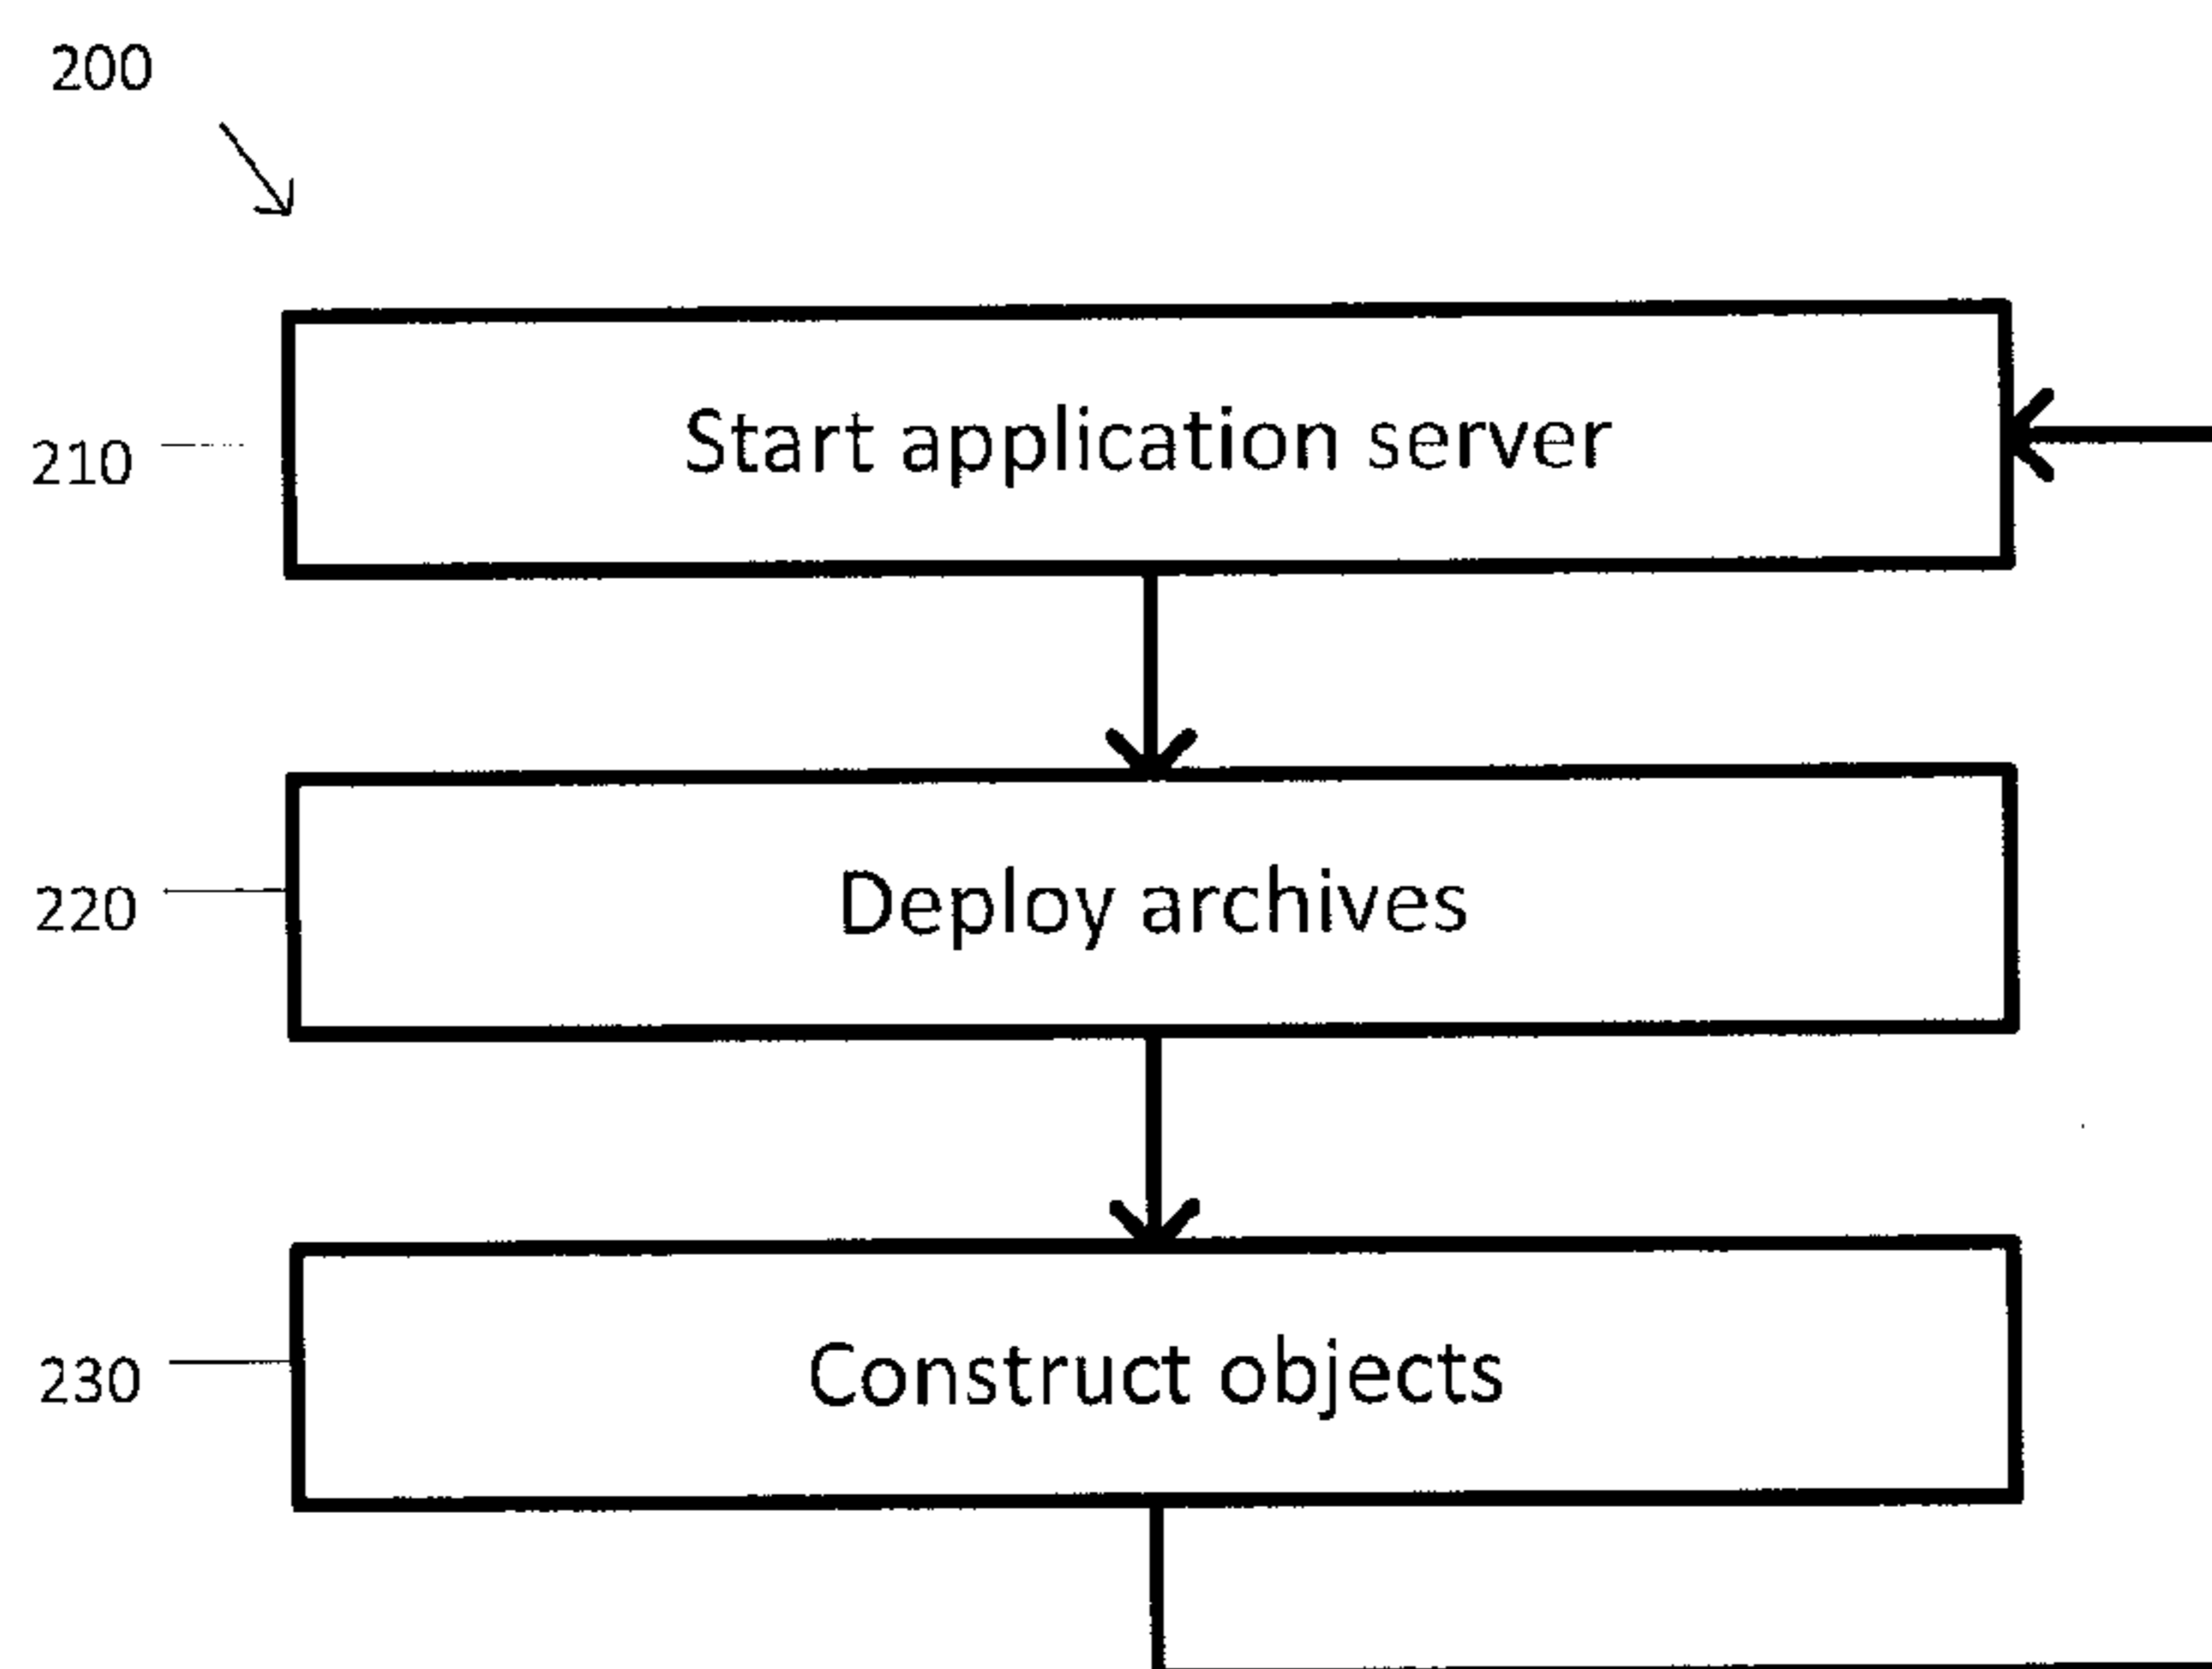 200
210
Start application server
220
Deploy archives
230
Construct objects